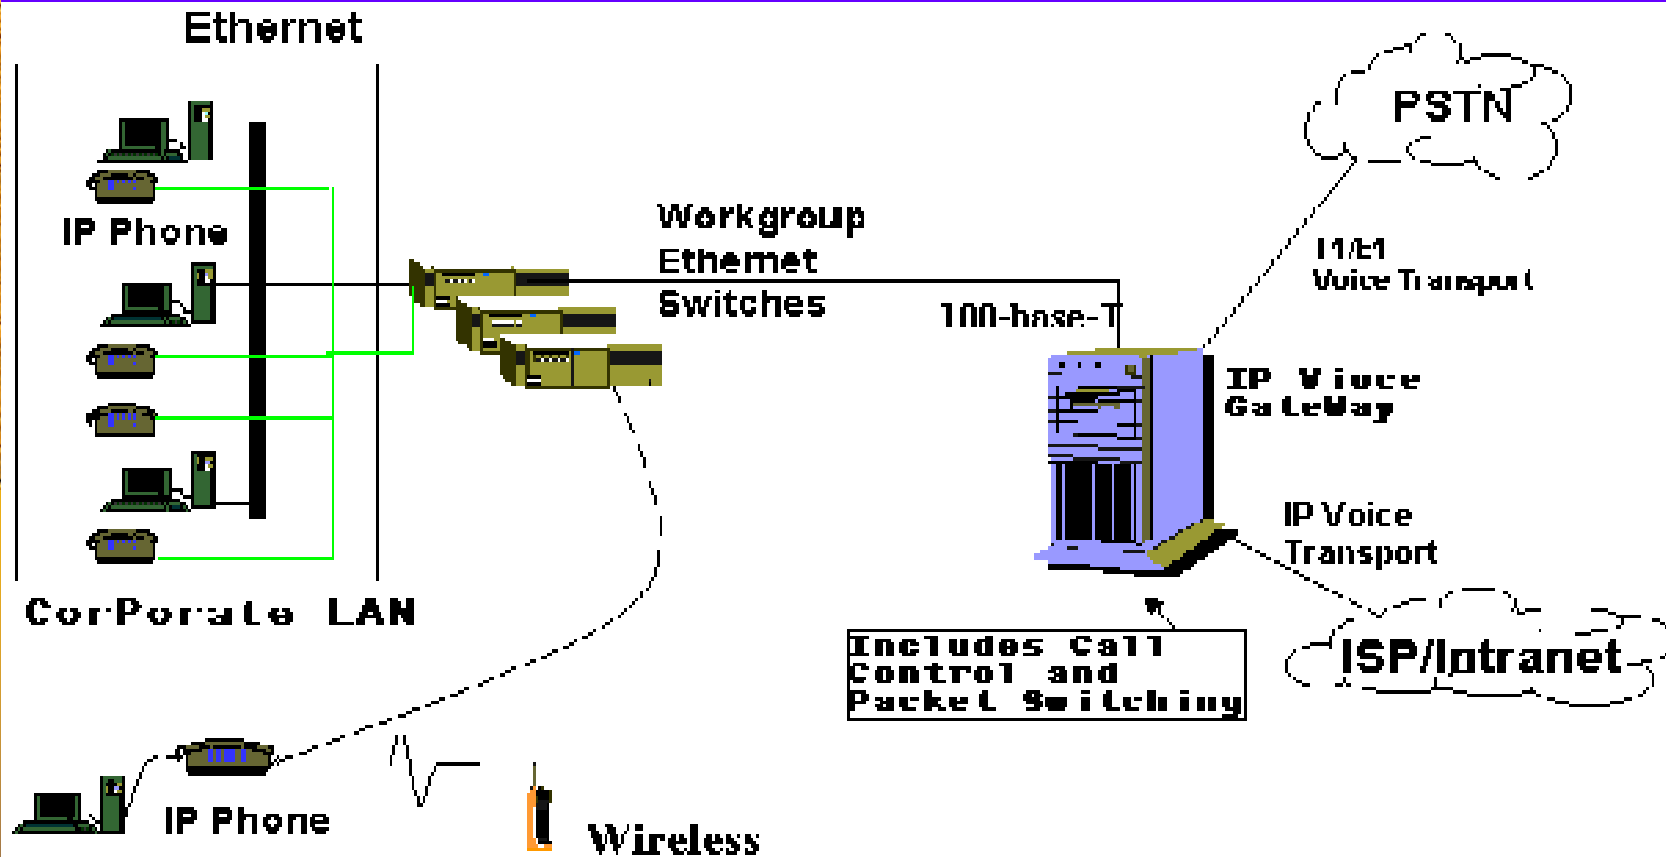 Ethernet
PSTN
IP Phone
Workgroup
Ethernet
Switches
T1/E1
Voice Transport
100-base-T
IP Vioce
GateWay
IP Voice
Transport
CorPorate LAN
Includes Call
Control and
Packet Switching
ISP/Intranet
IP Phone
Wireless